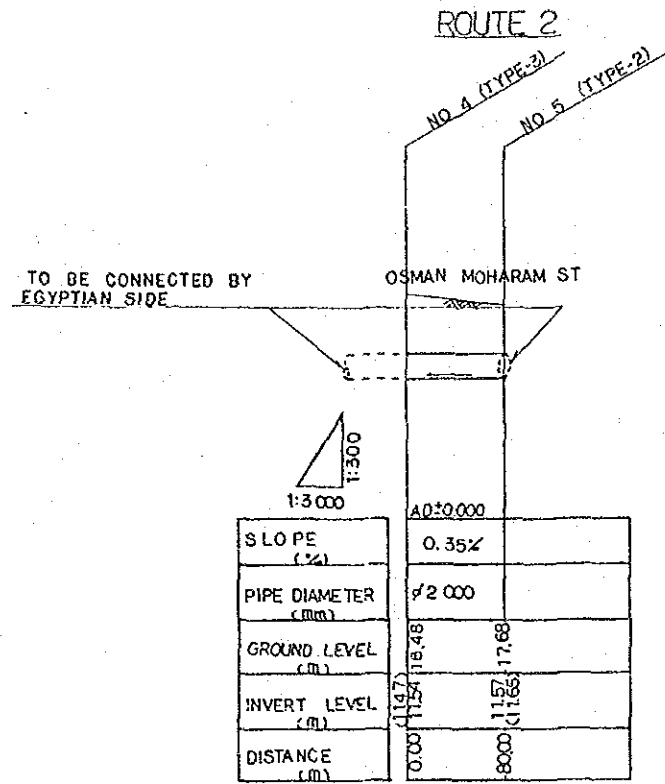 ROUTE 2
NO 4 (TYPE-3)
NO 5 (TYPE-2)
TO BE CONNECTED BY
EGYPTIAN SIDE
OSMAN MOHARAM ST
1:300
1:3000
AD±0.000
SLOPE
(‰)
0.35‰
PIPE DIAMETER
(mm)
ø2000
GROUND LEVEL
(m)
18.48
17.68
INVERT LEVEL
(m)
(11.47)
11.54
11.57
(11.65)
DISTANCE
(m)
0.00
80.00